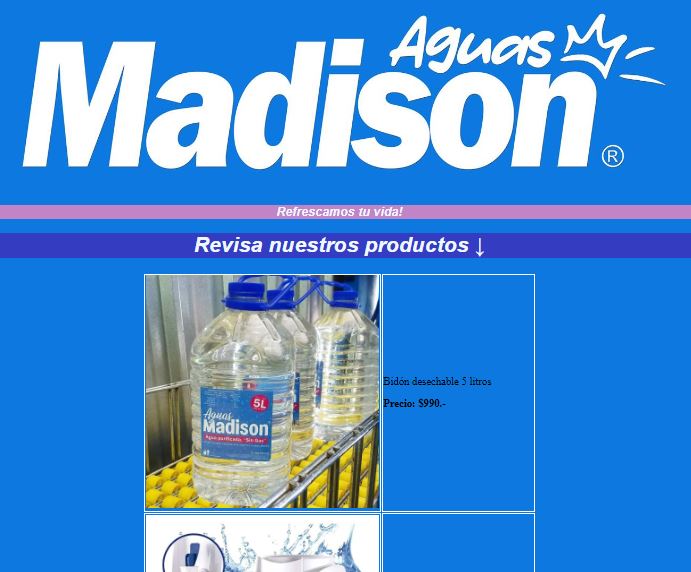 Aguas
Madison®
Refrescamos tu vida!
Revisa nuestros productos ↓
5L
Aguas
Madison
Agua purificada "Sin Gas"
Bidón desechable 5 litros
Precio: $990.-